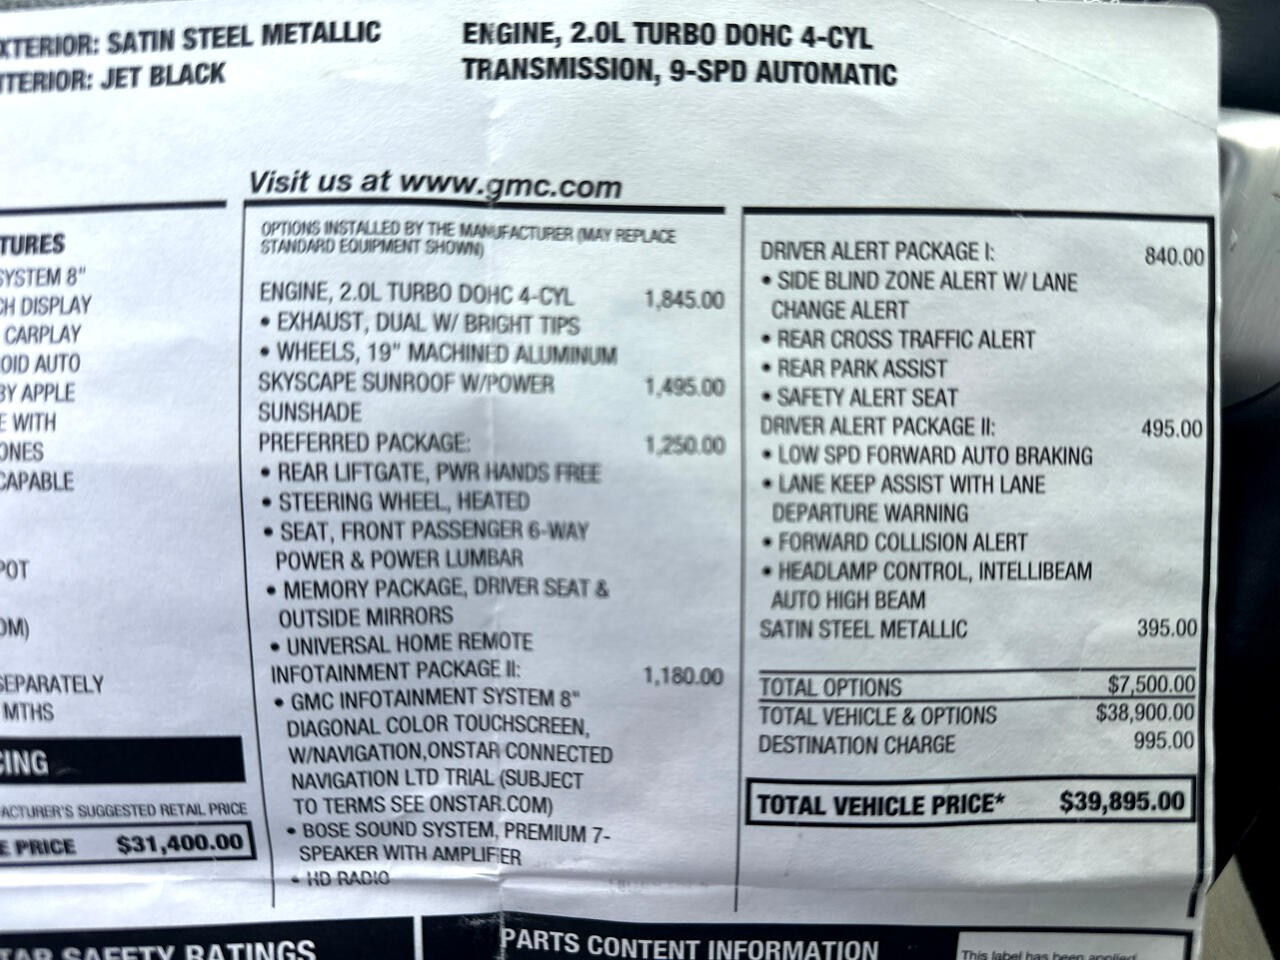 XTERIOR: SATIN STEEL METALLIC
TERIOR: JET BLACK
ENGINE, 2.0L TURBO DOHC 4-CYL
TRANSMISSION, 9-SPD AUTOMATIC
Visit us at www.gmc.com
TURES
SYSTEM 8"
CH DISPLAY
CARPLAY
OID AUTO
BY APPLE
E WITH
ONES
CAPABLE
POT
OM)
SEPARATELY
MTHS
CING
ACTURER'S SUGGESTED RETAIL PRICE
E PRICE $31,400.00
OPTIONS INSTALLED BY THE MANUFACTURER (MAY REPLACE
STANDARD EQUIPMENT SHOWN)
ENGINE, 2.0L TURBO DOHC 4-CYL 1,845.00
• EXHAUST, DUAL W/ BRIGHT TIPS
• WHEELS, 19" MACHINED ALUMINUM
SKYSCAPE SUNROOF W/POWER 1,495.00
SUNSHADE
PREFERRED PACKAGE: 1,250.00
• REAR LIFTGATE, PWR HANDS FREE
• STEERING WHEEL, HEATED
• SEAT, FRONT PASSENGER 6-WAY
POWER & POWER LUMBAR
• MEMORY PACKAGE, DRIVER SEAT &
OUTSIDE MIRRORS
• UNIVERSAL HOME REMOTE
INFOTAINMENT PACKAGE II: 1,180.00
• GMC INFOTAINMENT SYSTEM 8"
DIAGONAL COLOR TOUCHSCREEN,
W/NAVIGATION,ONSTAR CONNECTED
NAVIGATION LTD TRIAL (SUBJECT
TO TERMS SEE ONSTAR.COM)
• BOSE SOUND SYSTEM, PREMIUM 7-
SPEAKER WITH AMPLIFIER
• HD RADIO
DRIVER ALERT PACKAGE I: 840.00
• SIDE BLIND ZONE ALERT W/ LANE
CHANGE ALERT
• REAR CROSS TRAFFIC ALERT
• REAR PARK ASSIST
• SAFETY ALERT SEAT
DRIVER ALERT PACKAGE II: 495.00
• LOW SPD FORWARD AUTO BRAKING
• LANE KEEP ASSIST WITH LANE
DEPARTURE WARNING
• FORWARD COLLISION ALERT
• HEADLAMP CONTROL, INTELLIBEAM
AUTO HIGH BEAM
SATIN STEEL METALLIC 395.00
TOTAL OPTIONS $7,500.00
TOTAL VEHICLE & OPTIONS $38,900.00
DESTINATION CHARGE 995.00
TOTAL VEHICLE PRICE* $39,895.00
TAR SAFETY RATINGS
PARTS CONTENT INFORMATION
This label has been applied